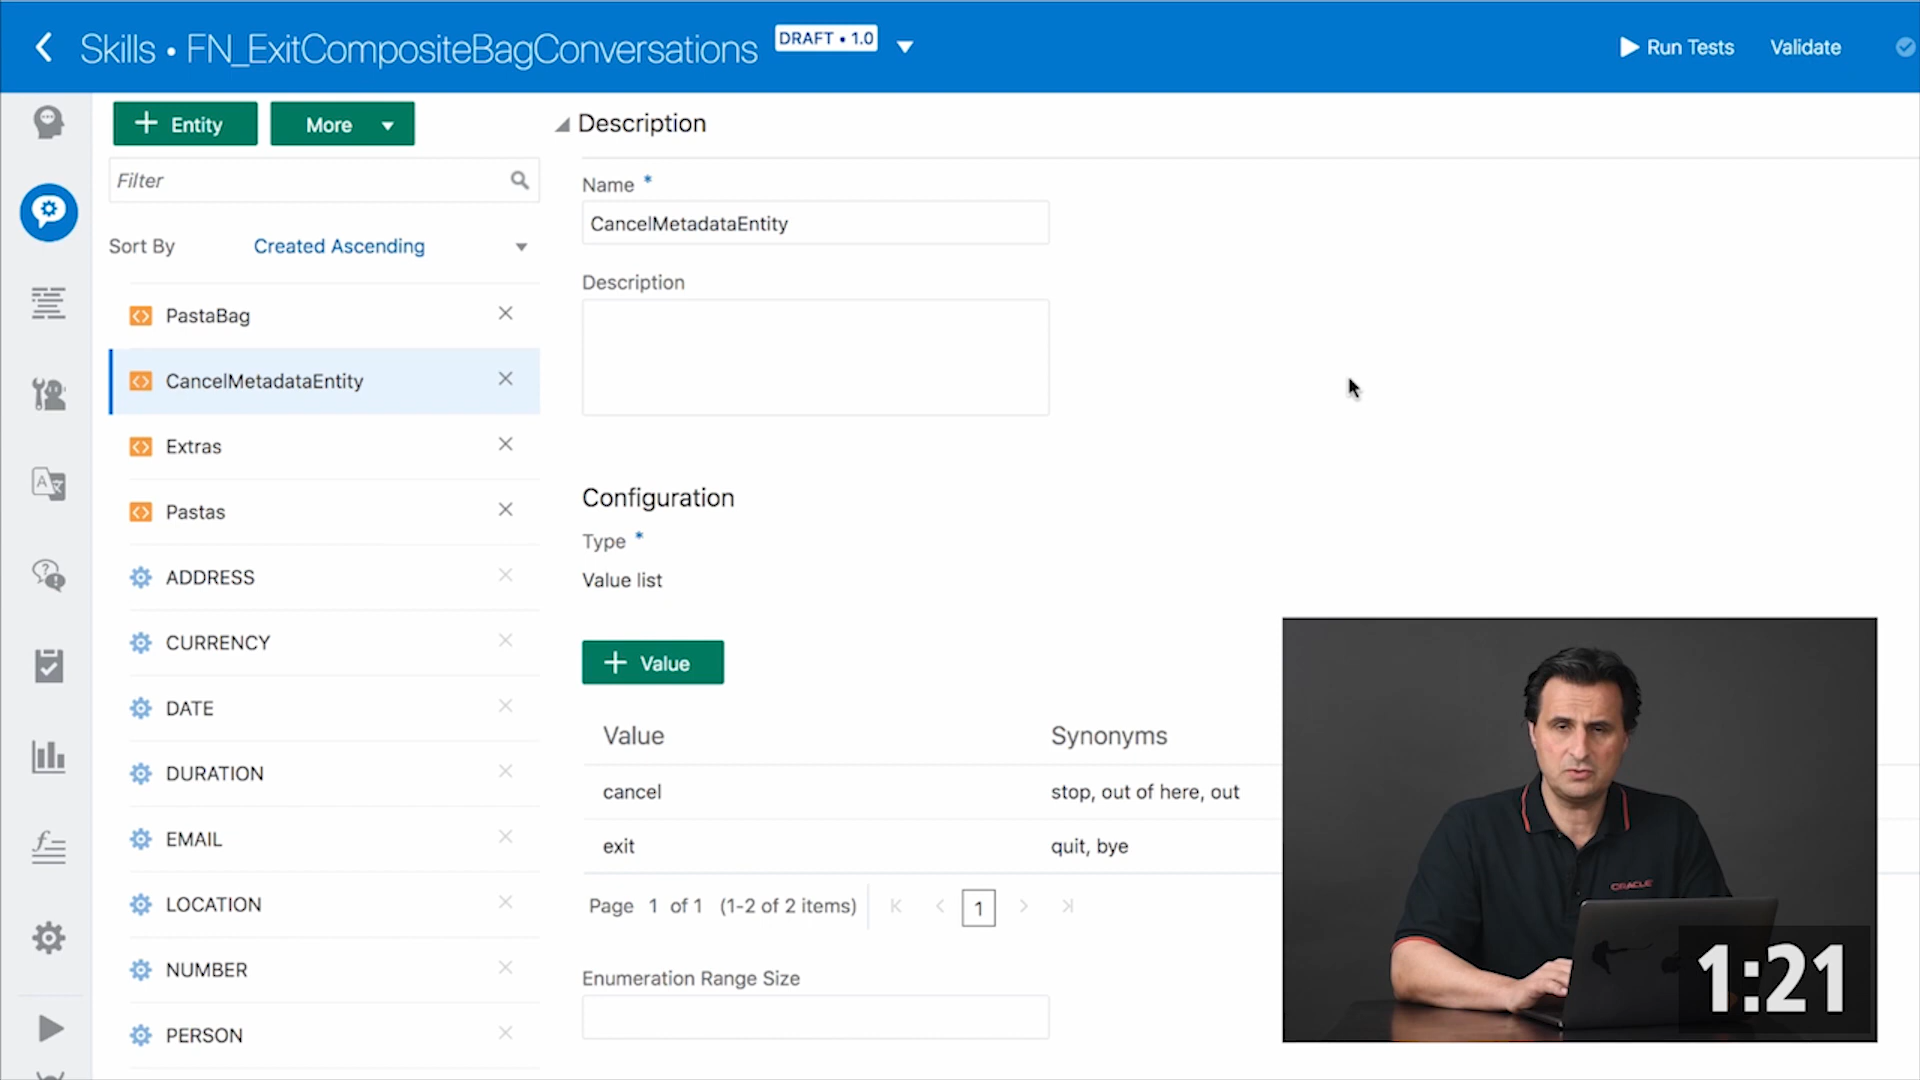 Skills • FN_ExitCompositeBagConversations DRAFT • 1.0
Run Tests Validate
+ Entity More
Filter
Sort By Created Ascending
PastaBag
CancelMetadataEntity
Extras
Pastas
ADDRESS
CURRENCY
DATE
DURATION
EMAIL
LOCATION
NUMBER
PERSON
Description
Name *
CancelMetadataEntity
Description
Configuration
Type *
Value list
+ Value
Value Synonyms
cancel stop, out of here, out
exit quit, bye
Page 1 of 1 (1-2 of 2 items) 1
Enumeration Range Size
ORACLE
1:21